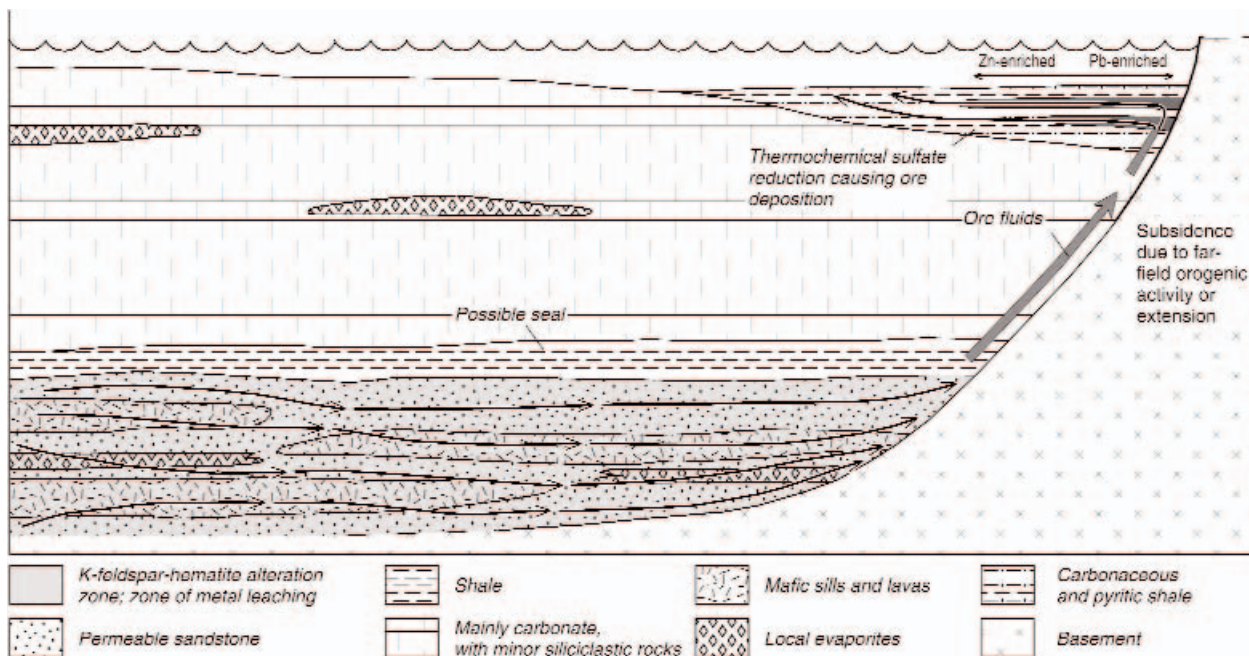 Zn-enriched Pb-enriched
Thermochemical sulfate
reduction causing ore
deposition
Ore fluids
Subsidence
due to far-
field orogenic
activity or
extension
Possible seal
K-feldspar-hematite alteration
zone; zone of metal leaching
Shale
Mafic sills and lavas
Carbonaceous
and pyritic shale
Permeable sandstone
Mainly carbonate,
with minor siliciclastic rocks
Local evaporites
Basement